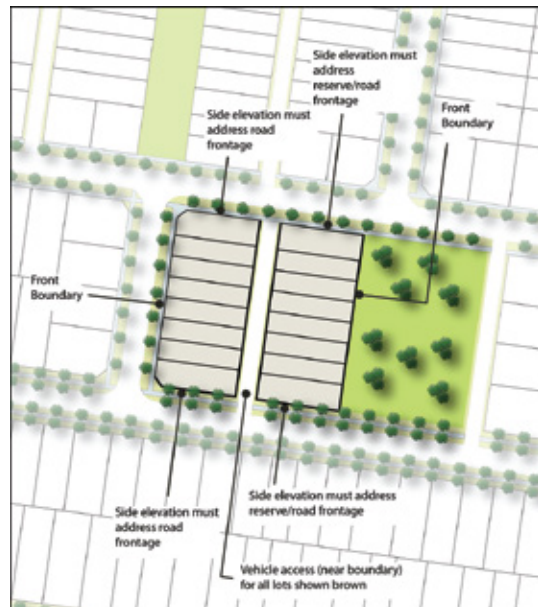 Side elevation must
address
reserve/road
frontage
Side elevation must
address road
frontage
Front
Boundary
Front
Boundary
Side elevation must
address road
frontage
Side elevation must address
reserve/road frontage
Vehicle access (near boundary)
for all lots shown brown